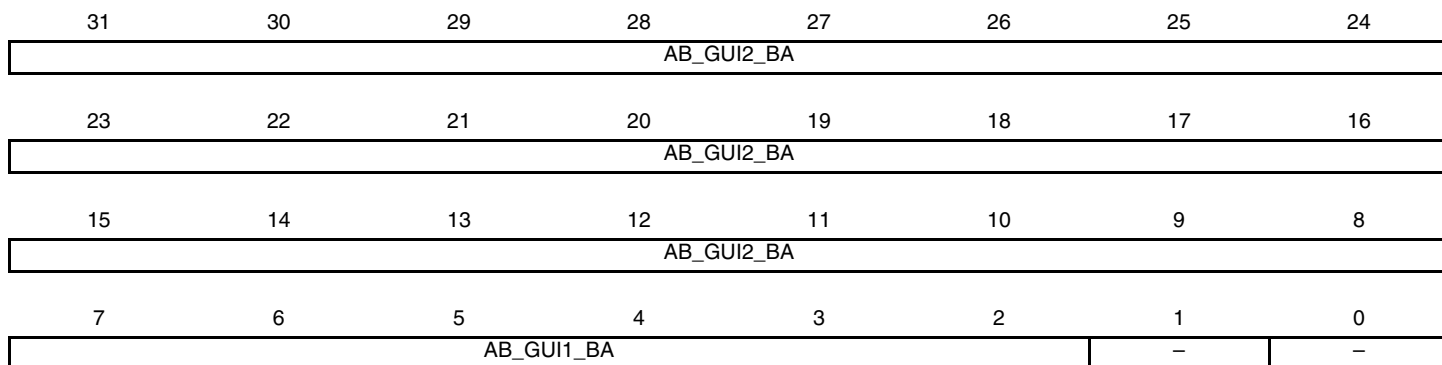 31 30 29 28 27 26 25 24
AB_GUI2_BA
23 22 21 20 19 18 17 16
AB_GUI2_BA
15 14 13 12 11 10 9 8
AB_GUI2_BA
7 6 5 4 3 2 1 0
AB_GUI1_BA – –